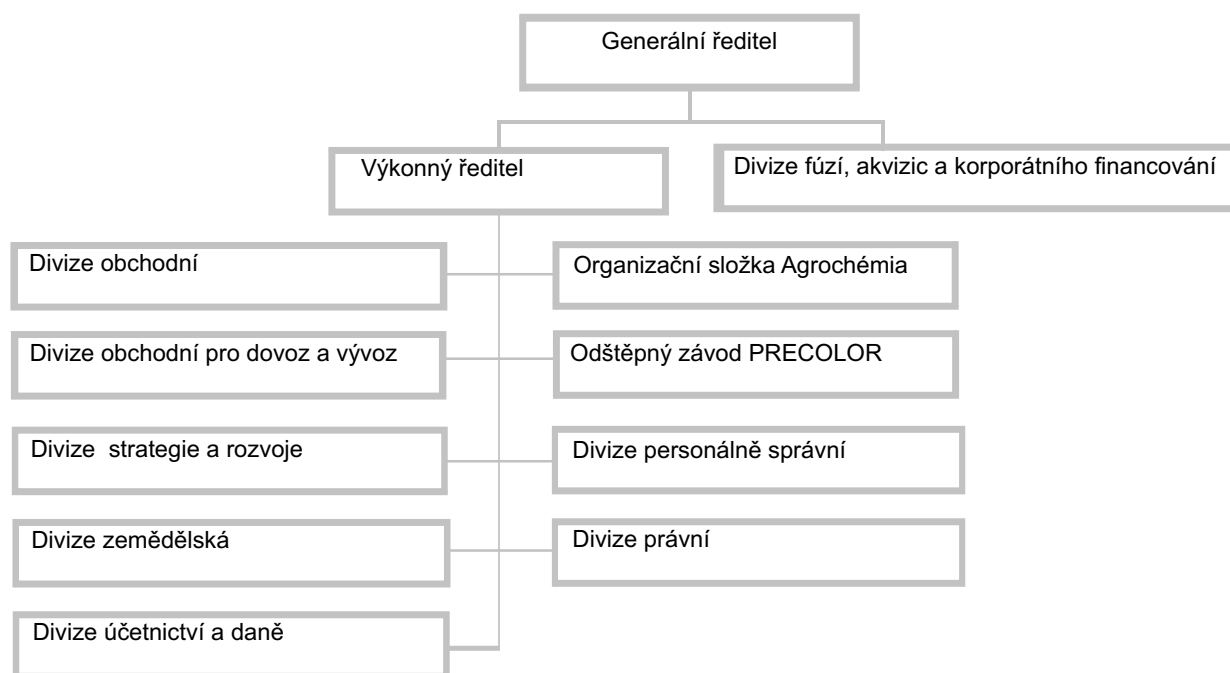 Generální ředitel
Výkonný ředitel
Divize fúzí, akvizic a korporátního financování
Divize obchodní
Organizační složka Agrochémia
Divize obchodní pro dovoz a vývoz
Odštěpný závod PRECOLOR
Divize  strategie a rozvoje
Divize personálně správní
Divize zemědělská
Divize právní
Divize účetnictví a daně